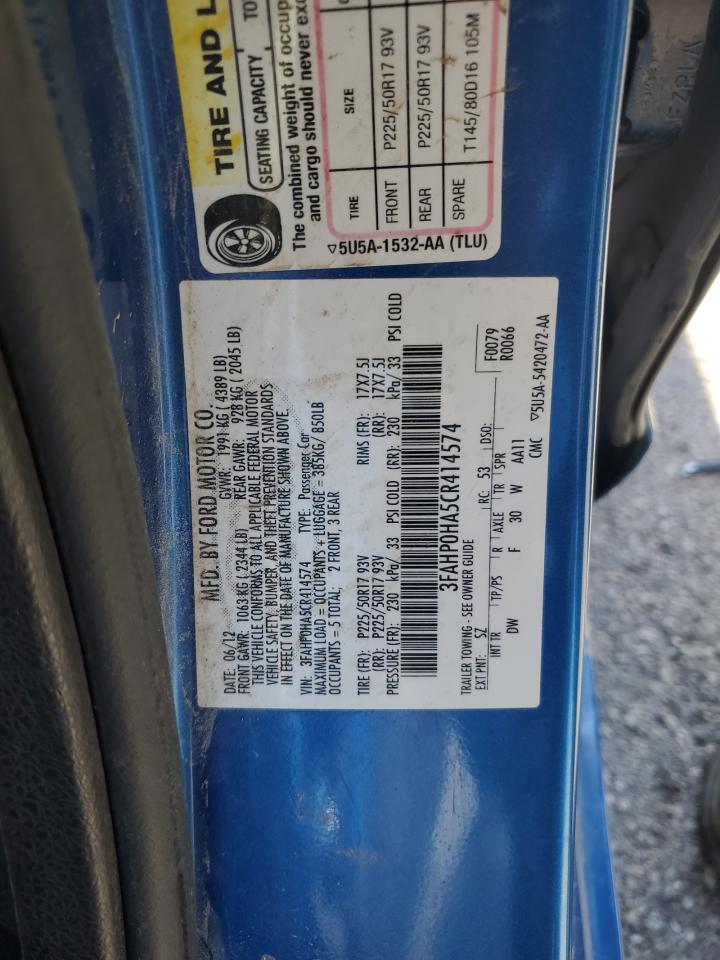 TIRE AND L
SEATING CAPACITY TO
The combined weight of occup
and cargo should never exc
TIRE SIZE
FRONT P225/50R17 93V
REAR P225/50R17 93V
SPARE T145/80D16 105M
▽5U5A-1532-AA (TLU)
MFD. BY FORD MOTOR CO.
DATE: 06/12 GVWR: 1991 KG ( 4389 LB)
FRONT GAWR: 1063 KG ( 2344 LB) REAR GAWR: 928 KG ( 2045 LB)
THIS VEHICLE CONFORMS TO ALL APPLICABLE FEDERAL MOTOR
VEHICLE SAFETY, BUMPER, AND THEFT PREVENTION STANDARDS
IN EFFECT ON THE DATE OF MANUFACTURE SHOWN ABOVE.
VIN: 3FAHP0HA5CR414574 TYPE: Passenger Car
MAXIMUM LOAD = OCCUPANTS + LUGGAGE = 385KG/ 850LB
OCCUPANTS = 5 TOTAL; 2 FRONT, 3 REAR
TIRE (FR): P225/50R17 93V RIMS (FR): 17X7.5J
(RR): P225/50R17 93V (RR): 17X7.5J
PRESSURE (FR): 230 kPa/ 33 PSI COLD (RR): 230 kPa/ 33 PSI COLD
3FAHP0HA5CR414574
TRAILER TOWING - SEE OWNER GUIDE F0079
EXT PNT: SZ RC: 53 DSO: R0066
INT TR TP/PS R AXLE TR SPR
DW F 30 W AA11
CMC ▽5U5A-5420472-AA